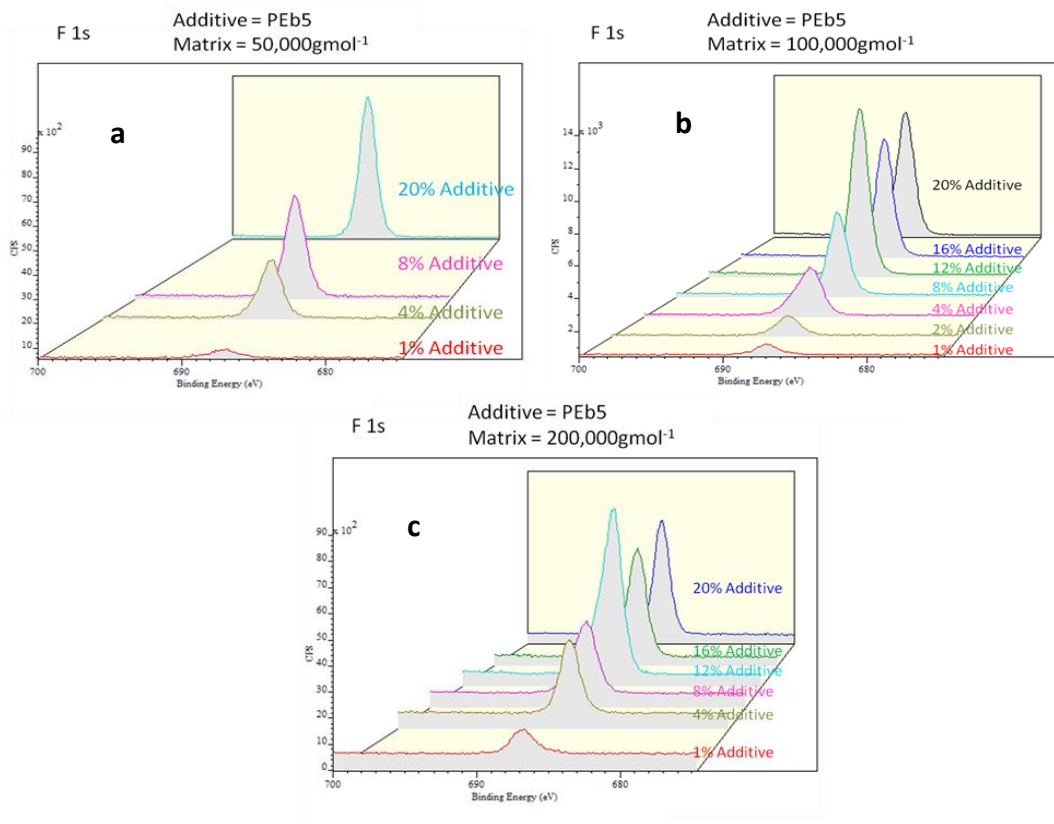 F 1s
Additive = PEb5
Matrix = 50,000gmol⁻¹
a
x 10²
90
80
70
60
50
40
30
20
10
CPS
20% Additive
8% Additive
4% Additive
1% Additive
700
690
680
Binding Energy (eV)
F 1s
Additive = PEb5
Matrix = 100,000gmol⁻¹
b
x 10³
14
12
10
8
6
4
2
CPS
20% Additive
16% Additive
12% Additive
8% Additive
4% Additive
2% Additive
1% Additive
700
690
680
Binding Energy (eV)
F 1s
Additive = PEb5
Matrix = 200,000gmol⁻¹
c
x 10²
90
80
70
60
50
40
30
20
10
0
CPS
20% Additive
16% Additive
12% Additive
8% Additive
4% Additive
1% Additive
700
690
680
Binding Energy (eV)